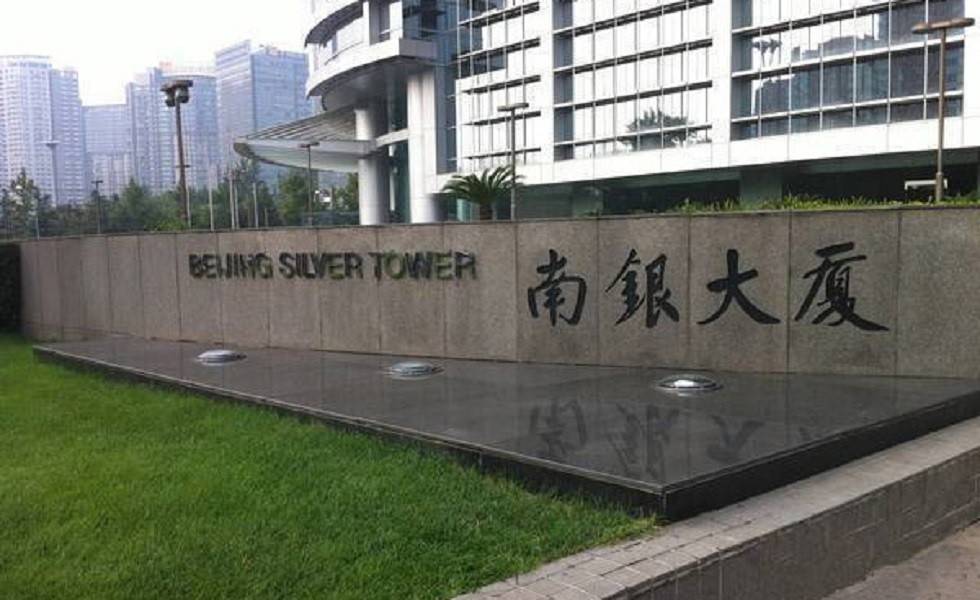 BEIJING SILVER TOWER
南銀大廈